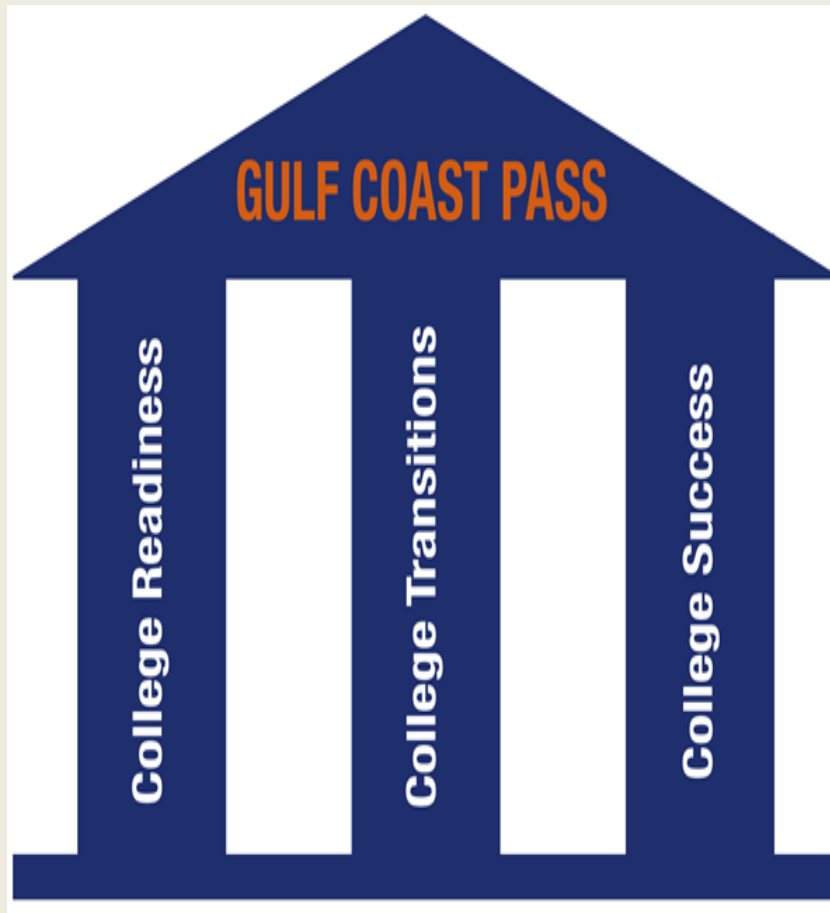 GULF COAST PASS
College Readiness
College Transitions
College Success